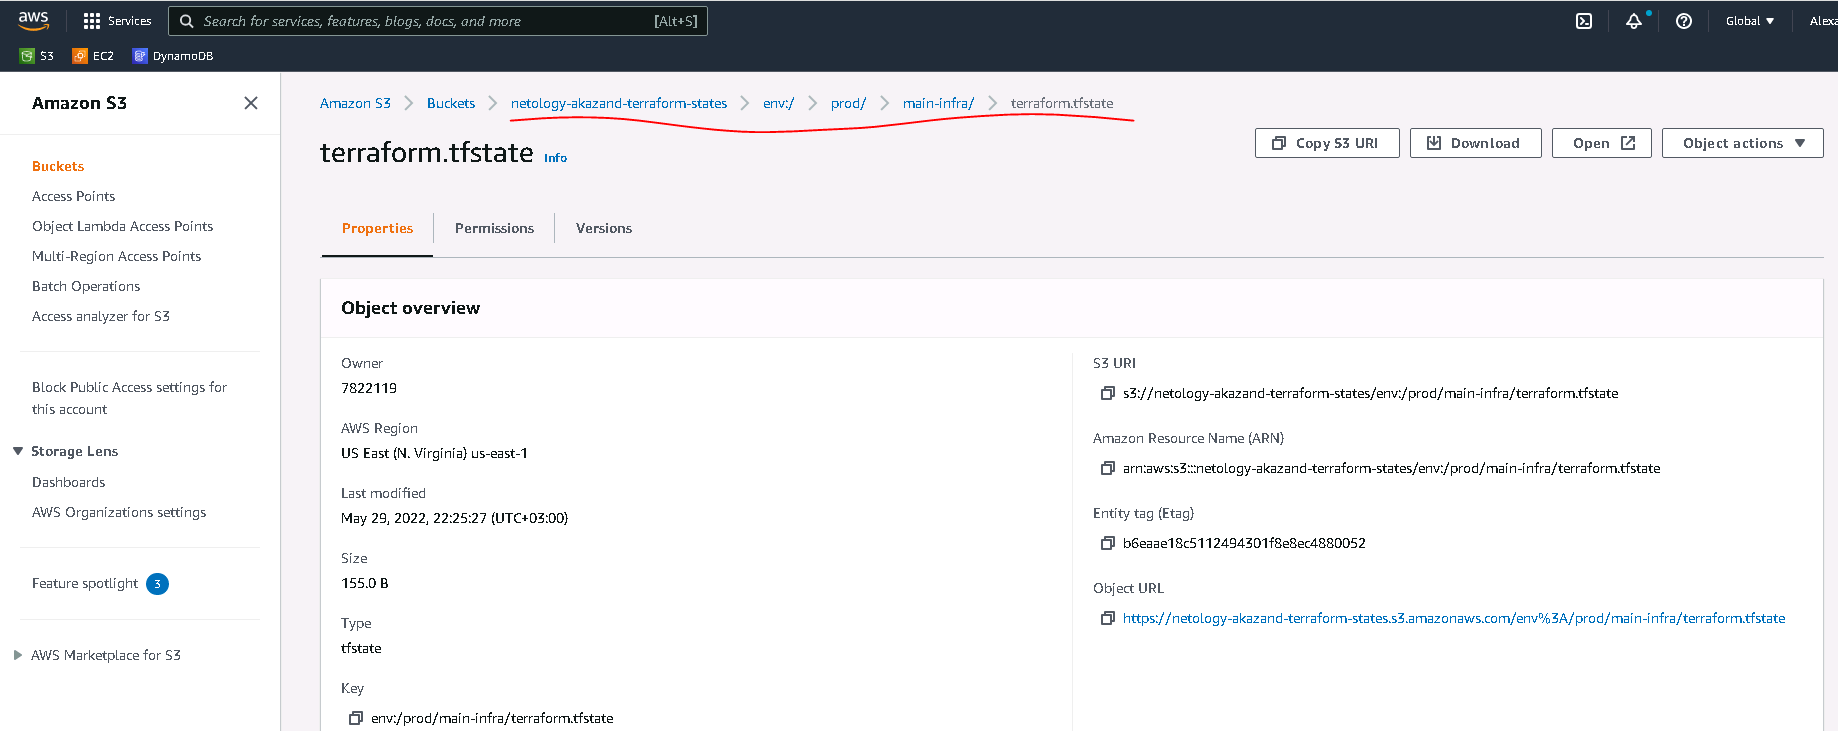 aws Services Search for services, features, blogs, docs, and more [Alt+S] Global Alexa
S3 EC2 DynamoDB
Amazon S3
Buckets
Access Points
Object Lambda Access Points
Multi-Region Access Points
Batch Operations
Access analyzer for S3
Block Public Access settings for
this account
Storage Lens
Dashboards
AWS Organizations settings
Feature spotlight 3
AWS Marketplace for S3
Amazon S3 Buckets netology-akazand-terraform-states env:/ prod/ main-infra/ terraform.tfstate
terraform.tfstate Info
Copy S3 URI Download Open Object actions
Properties Permissions Versions
Object overview
Owner
7822119
AWS Region
US East (N. Virginia) us-east-1
Last modified
May 29, 2022, 22:25:27 (UTC+03:00)
Size
155.0 B
Type
tfstate
Key
env:/prod/main-infra/terraform.tfstate
S3 URI
s3://netology-akazand-terraform-states/env:/prod/main-infra/terraform.tfstate
Amazon Resource Name (ARN)
arn:aws:s3:::netology-akazand-terraform-states/env:/prod/main-infra/terraform.tfstate
Entity tag (Etag)
b6eaae18c5112494301f8e8ec4880052
Object URL
https://netology-akazand-terraform-states.s3.amazonaws.com/env%3A/prod/main-infra/terraform.tfstate